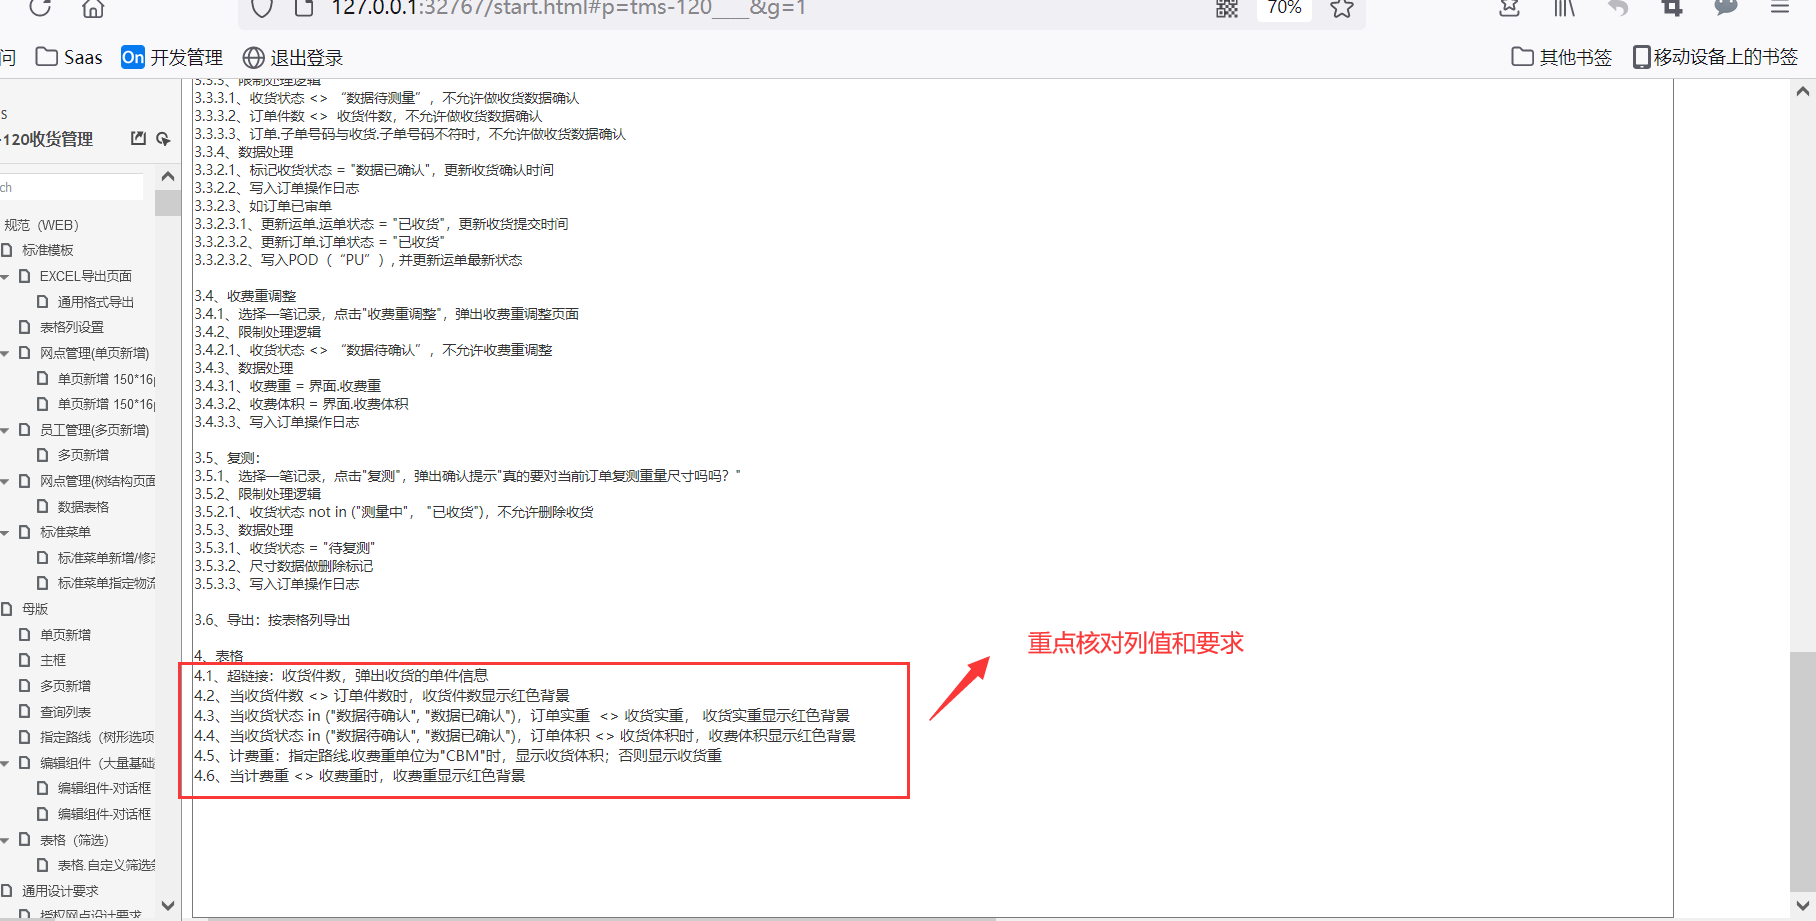 127.0.0.1:32767/start.html#p=tms-120____&g=1
70%
问
Saas
On 开发管理
退出登录
其他书签
移动设备上的书签
s
-120收货管理
ch
规范（WEB）
标准模板
EXCEL导出页面
通用格式导出
表格列设置
网点管理(单页新增)
单页新增 150*16p
单页新增 150*16p
员工管理(多页新增)
多页新增
网点管理(树结构页面
数据表格
标准菜单
标准菜单新增/修改
标准菜单指定物流
母版
单页新增
主框
多页新增
查询列表
指定路线（树形选项
编辑组件（大量基础
编辑组件-对话框
编辑组件-对话框
表格（筛选）
表格.自定义筛选条
通用设计要求
授权网点设计要求
3.3.3、限制处理逻辑
3.3.3.1、收货状态 <> “数据待测量”，不允许做收货数据确认
3.3.3.2、订单件数 <> 收货件数，不允许做收货数据确认
3.3.3.3、订单.子单号码与收货.子单号码不符时，不允许做收货数据确认
3.3.4、数据处理
3.3.2.1、标记收货状态 = "数据已确认"，更新收货确认时间
3.3.2.2、写入订单操作日志
3.3.2.3、如订单已审单
3.3.2.3.1、更新运单.运单状态 = "已收货"，更新收货提交时间
3.3.2.3.2、更新订单.订单状态 = "已收货"
3.3.2.3.2、写入POD（“PU”）, 并更新运单最新状态
3.4、收费重调整
3.4.1、选择一笔记录，点击"收费重调整"，弹出收费重调整页面
3.4.2、限制处理逻辑
3.4.2.1、收货状态 <> “数据待确认”，不允许收费重调整
3.4.3、数据处理
3.4.3.1、收费重 = 界面.收费重
3.4.3.2、收费体积 = 界面.收费体积
3.4.3.3、写入订单操作日志
3.5、复测：
3.5.1、选择一笔记录，点击"复测"，弹出确认提示"真的要对当前订单复测重量尺寸吗吗？"
3.5.2、限制处理逻辑
3.5.2.1、收货状态 not in ("测量中"， "已收货")，不允许删除收货
3.5.3、数据处理
3.5.3.1、收货状态 = "待复测"
3.5.3.2、尺寸数据做删除标记
3.5.3.3、写入订单操作日志
3.6、导出：按表格列导出
4、表格
4.1、超链接：收货件数，弹出收货的单件信息
4.2、当收货件数 <> 订单件数时，收货件数显示红色背景
4.3、当收货状态 in ("数据待确认", "数据已确认")，订单实重 <> 收货实重， 收货实重显示红色背景
4.4、当收货状态 in ("数据待确认", "数据已确认")，订单体积 <> 收货体积时，收费体积显示红色背景
4.5、计费重：指定路线.收费重单位为"CBM"时，显示收货体积；否则显示收货重
4.6、当计费重 <> 收费重时，收费重显示红色背景
重点核对列值和要求